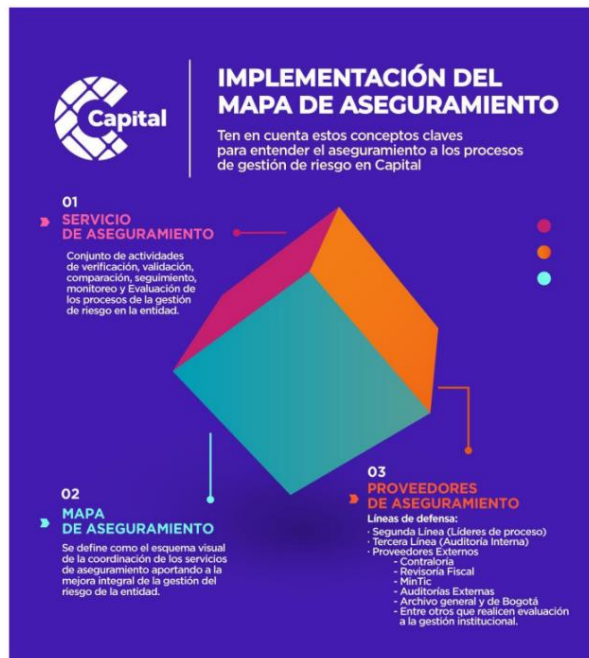 Capital
IMPLEMENTACIÓN DEL
MAPA DE ASEGURAMIENTO
Ten en cuenta estos conceptos claves
para entender el aseguramiento a los procesos
de gestión de riesgo en Capital
01
SERVICIO
DE ASEGURAMIENTO
Conjunto de actividades
de verificación, validación,
comparación, seguimiento,
monitoreo y Evaluación de
los procesos de la gestión
de riesgo en la entidad.
02
MAPA
DE ASEGURAMIENTO
Se define como el esquema visual
de la coordinación de los servicios
de aseguramiento aportando a la
mejora integral de la gestión del
riesgo de la entidad.
03
PROVEEDORES
DE ASEGURAMIENTO
Líneas de defensa:
· Segunda Línea (Líderes de proceso)
· Tercera Línea (Auditoría Interna)
· Proveedores Externos
- Contraloría
- Revisoría Fiscal
- MinTic
- Auditorías Externas
- Archivo general y de Bogotá
- Entre otros que realicen evaluación
a la gestión institucional.